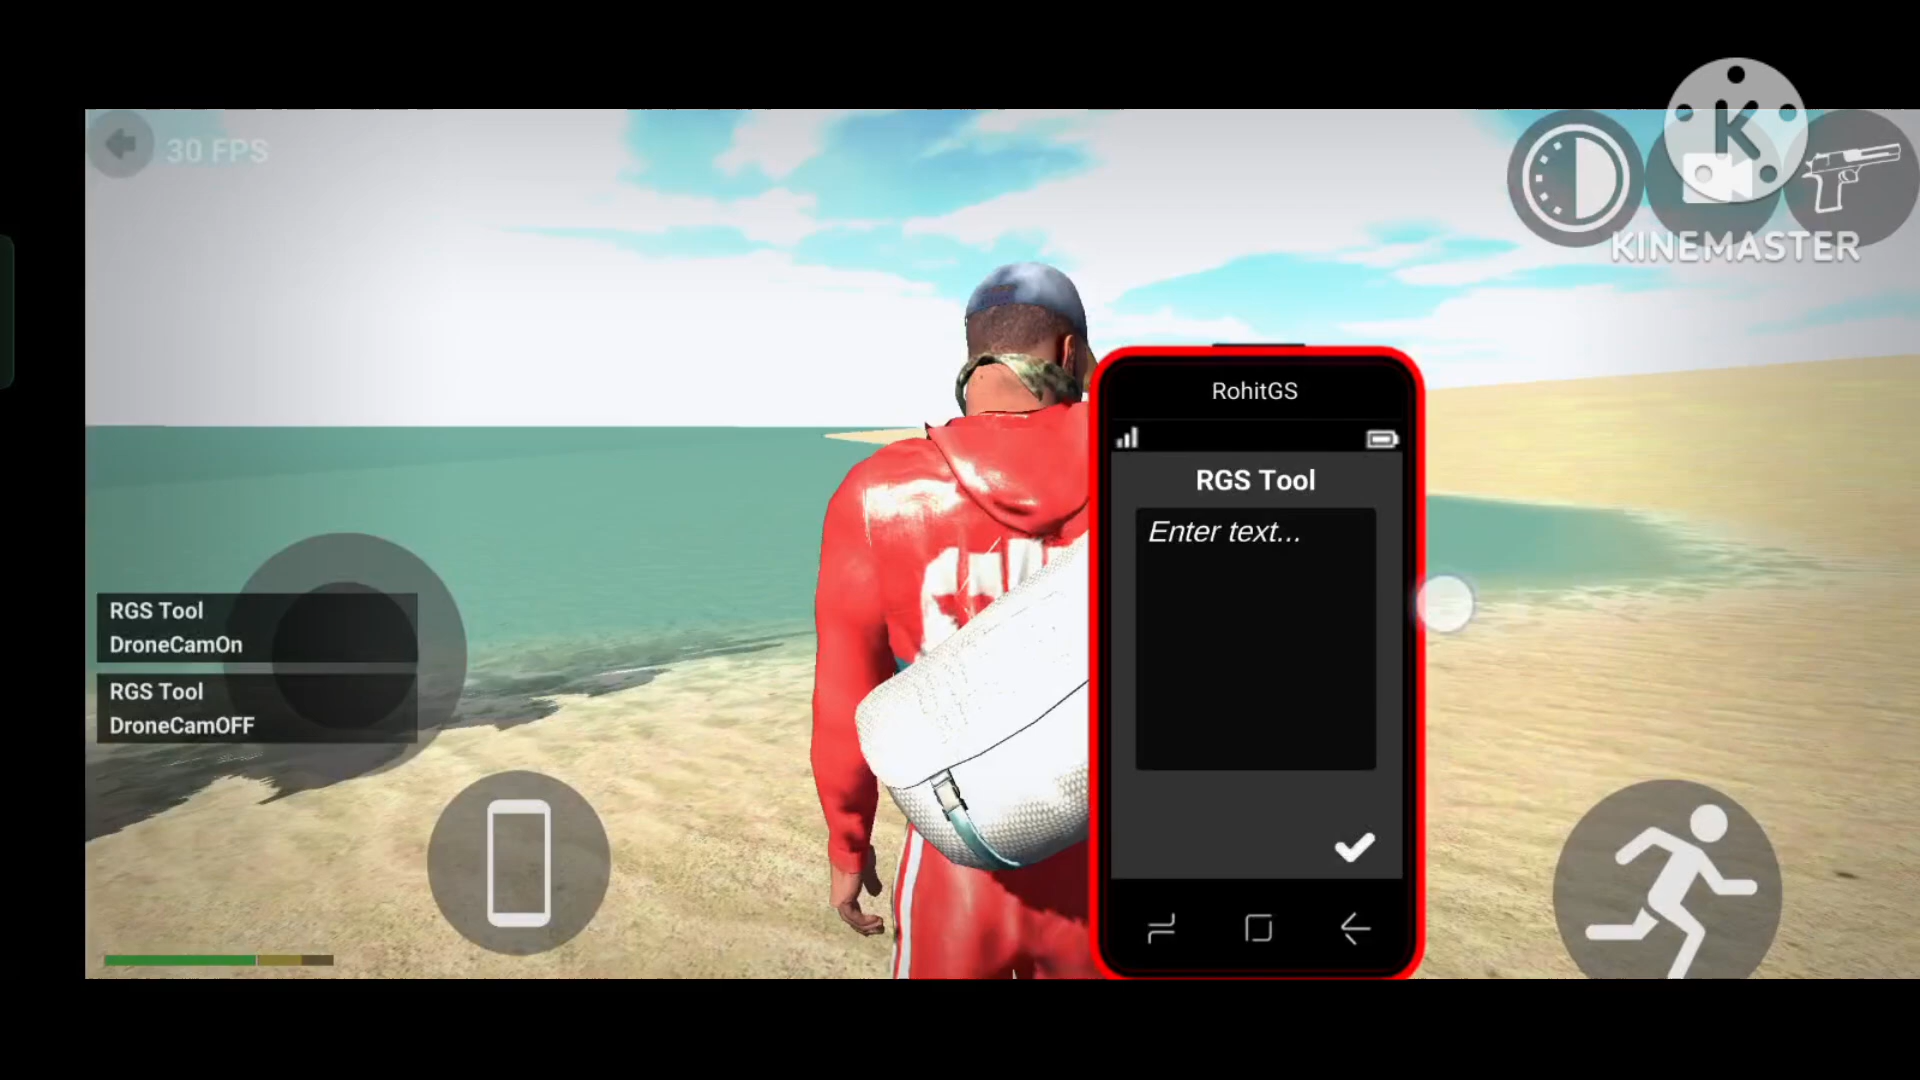 30 FPS
K
KINEMASTER
RohitGS
RGS Tool
Enter text...
RGS Tool
DroneCamOn
RGS Tool
DroneCamOFF